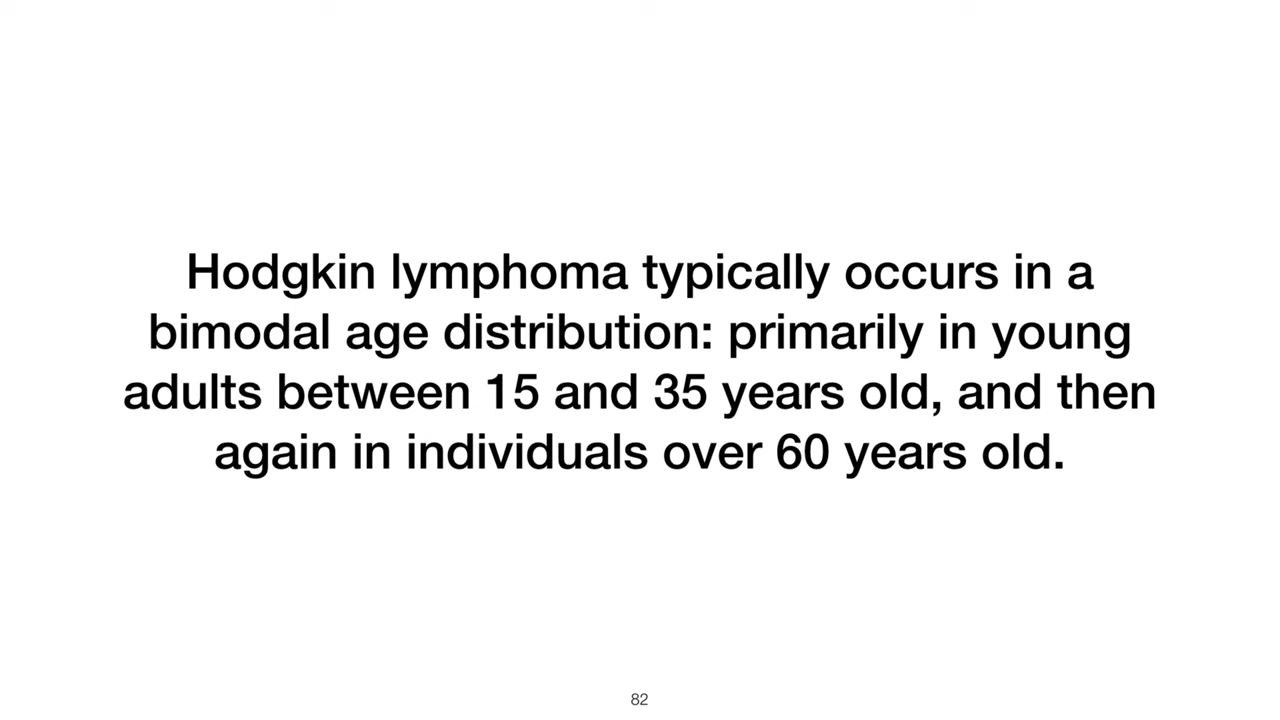 Hodgkin lymphoma typically occurs in a
bimodal age distribution: primarily in young
adults between 15 and 35 years old, and then
again in individuals over 60 years old.
82